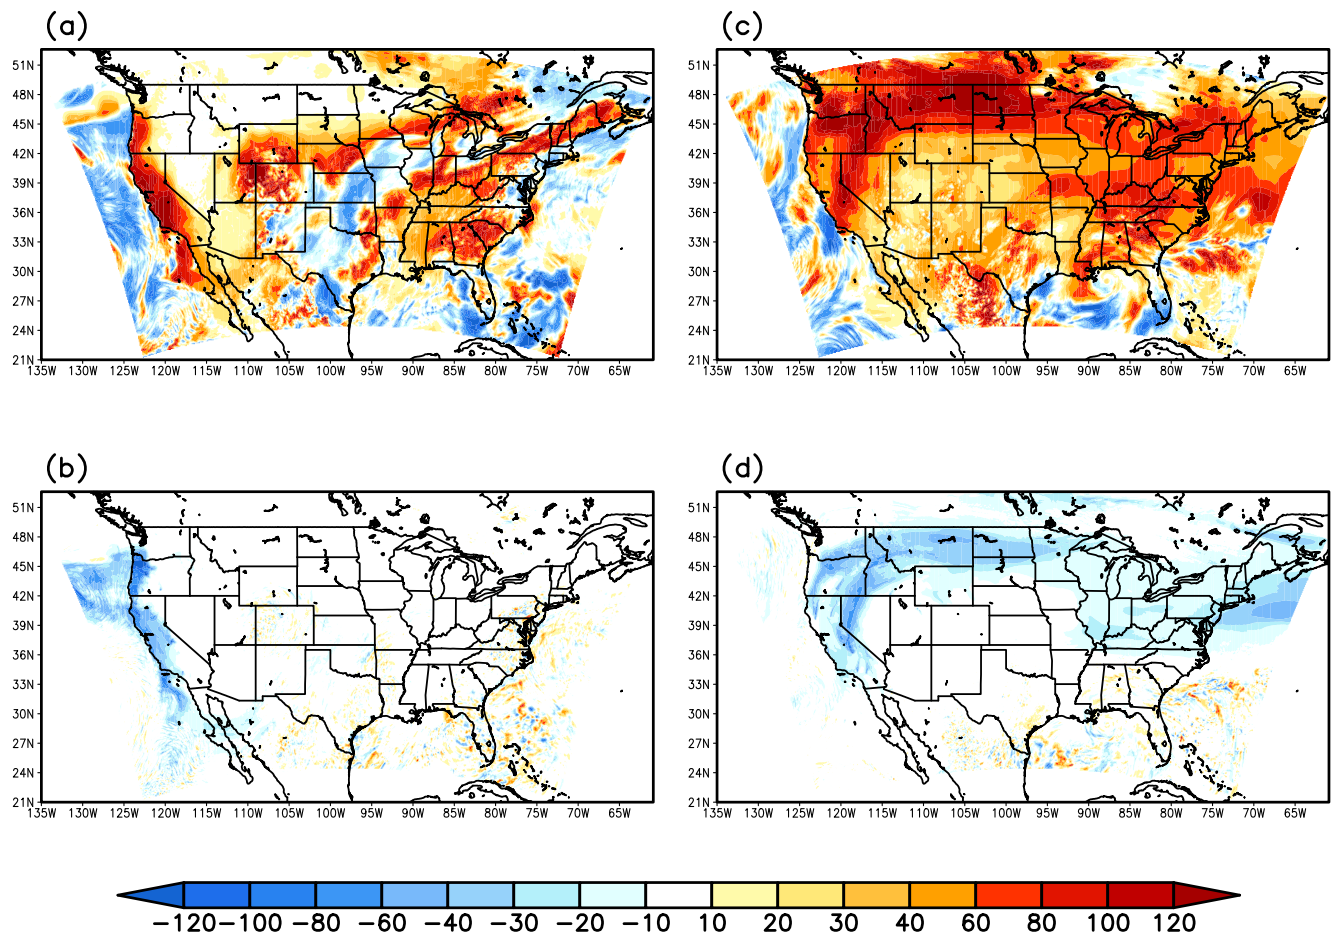 (a)
51N
48N
45N
42N
39N
36N
33N
30N
27N
24N
21N
135W 130W 125W 120W 115W 110W 105W 100W 95W 90W 85W 80W 75W 70W 65W
(c)
51N
48N
45N
42N
39N
36N
33N
30N
27N
24N
21N
135W 130W 125W 120W 115W 110W 105W 100W 95W 90W 85W 80W 75W 70W 65W
(b)
51N
48N
45N
42N
39N
36N
33N
30N
27N
24N
21N
135W 130W 125W 120W 115W 110W 105W 100W 95W 90W 85W 80W 75W 70W 65W
(d)
51N
48N
45N
42N
39N
36N
33N
30N
27N
24N
21N
135W 130W 125W 120W 115W 110W 105W 100W 95W 90W 85W 80W 75W 70W 65W
−120 −100 −80 −60 −40 −30 −20 −10 10 20 30 40 60 80 100 120